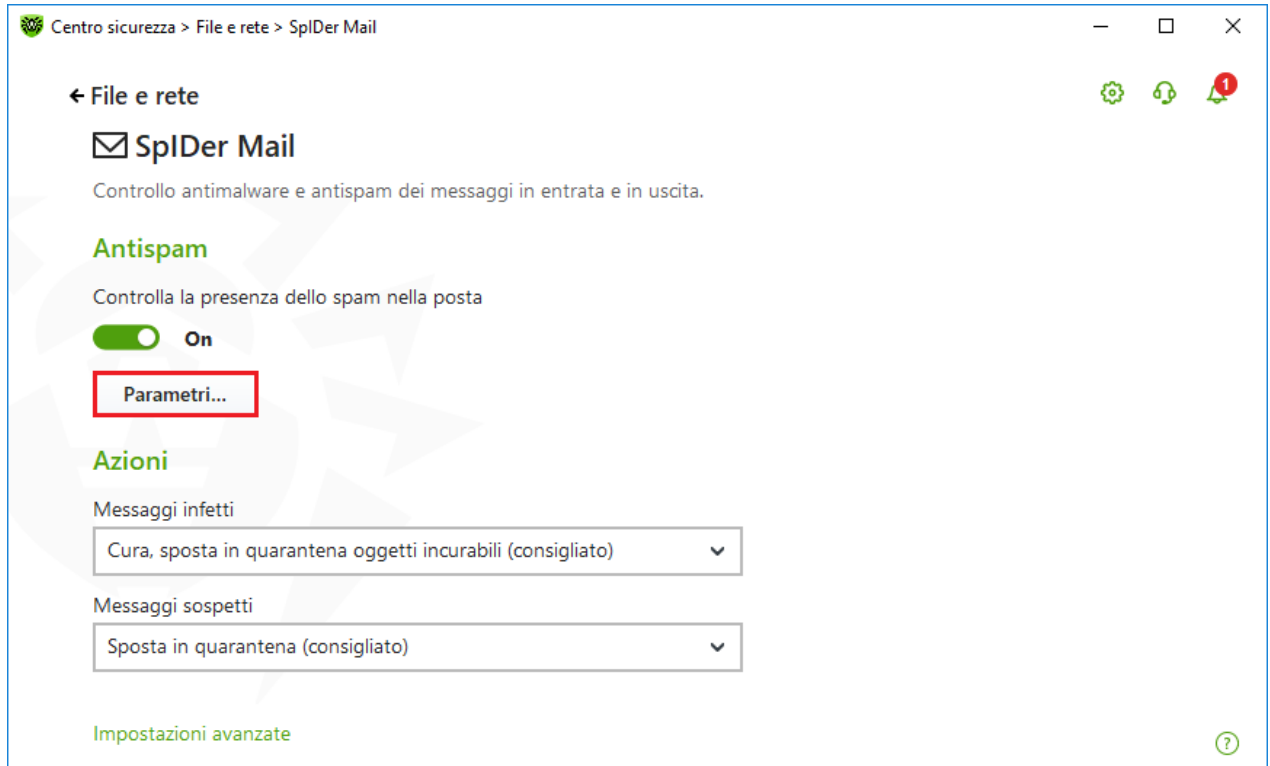 Centro sicurezza > File e rete > SpIDer Mail
File e rete
1
SpIDer Mail
Controllo antimalware e antispam dei messaggi in entrata e in uscita.
Antispam
Controlla la presenza dello spam nella posta
On
Parametri...
Azioni
Messaggi infetti
Cura, sposta in quarantena oggetti incurabili (consigliato)
Messaggi sospetti
Sposta in quarantena (consigliato)
Impostazioni avanzate
?